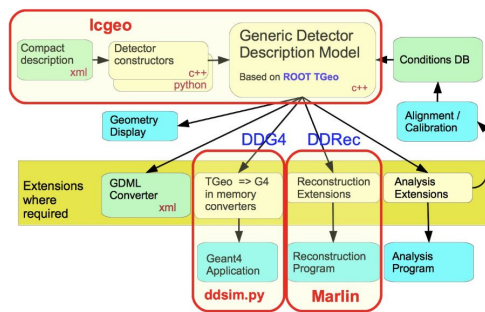 lcgeo
Compact
description
xml
Detector
constructors
c++
python
Generic Detector
Description Model
Based on ROOT TGeo
c++
Conditions DB
Geometry
Display
DDG4
DDRec
Alignment /
Calibration
Extensions
where
required
GDML
Converter
xml
TGeo => G4
in memory
converters
Reconstruction
Extensions
Analysis
Extensions
Geant4
Application
Reconstruction
Program
Analysis
Program
ddsim.py
Marlin